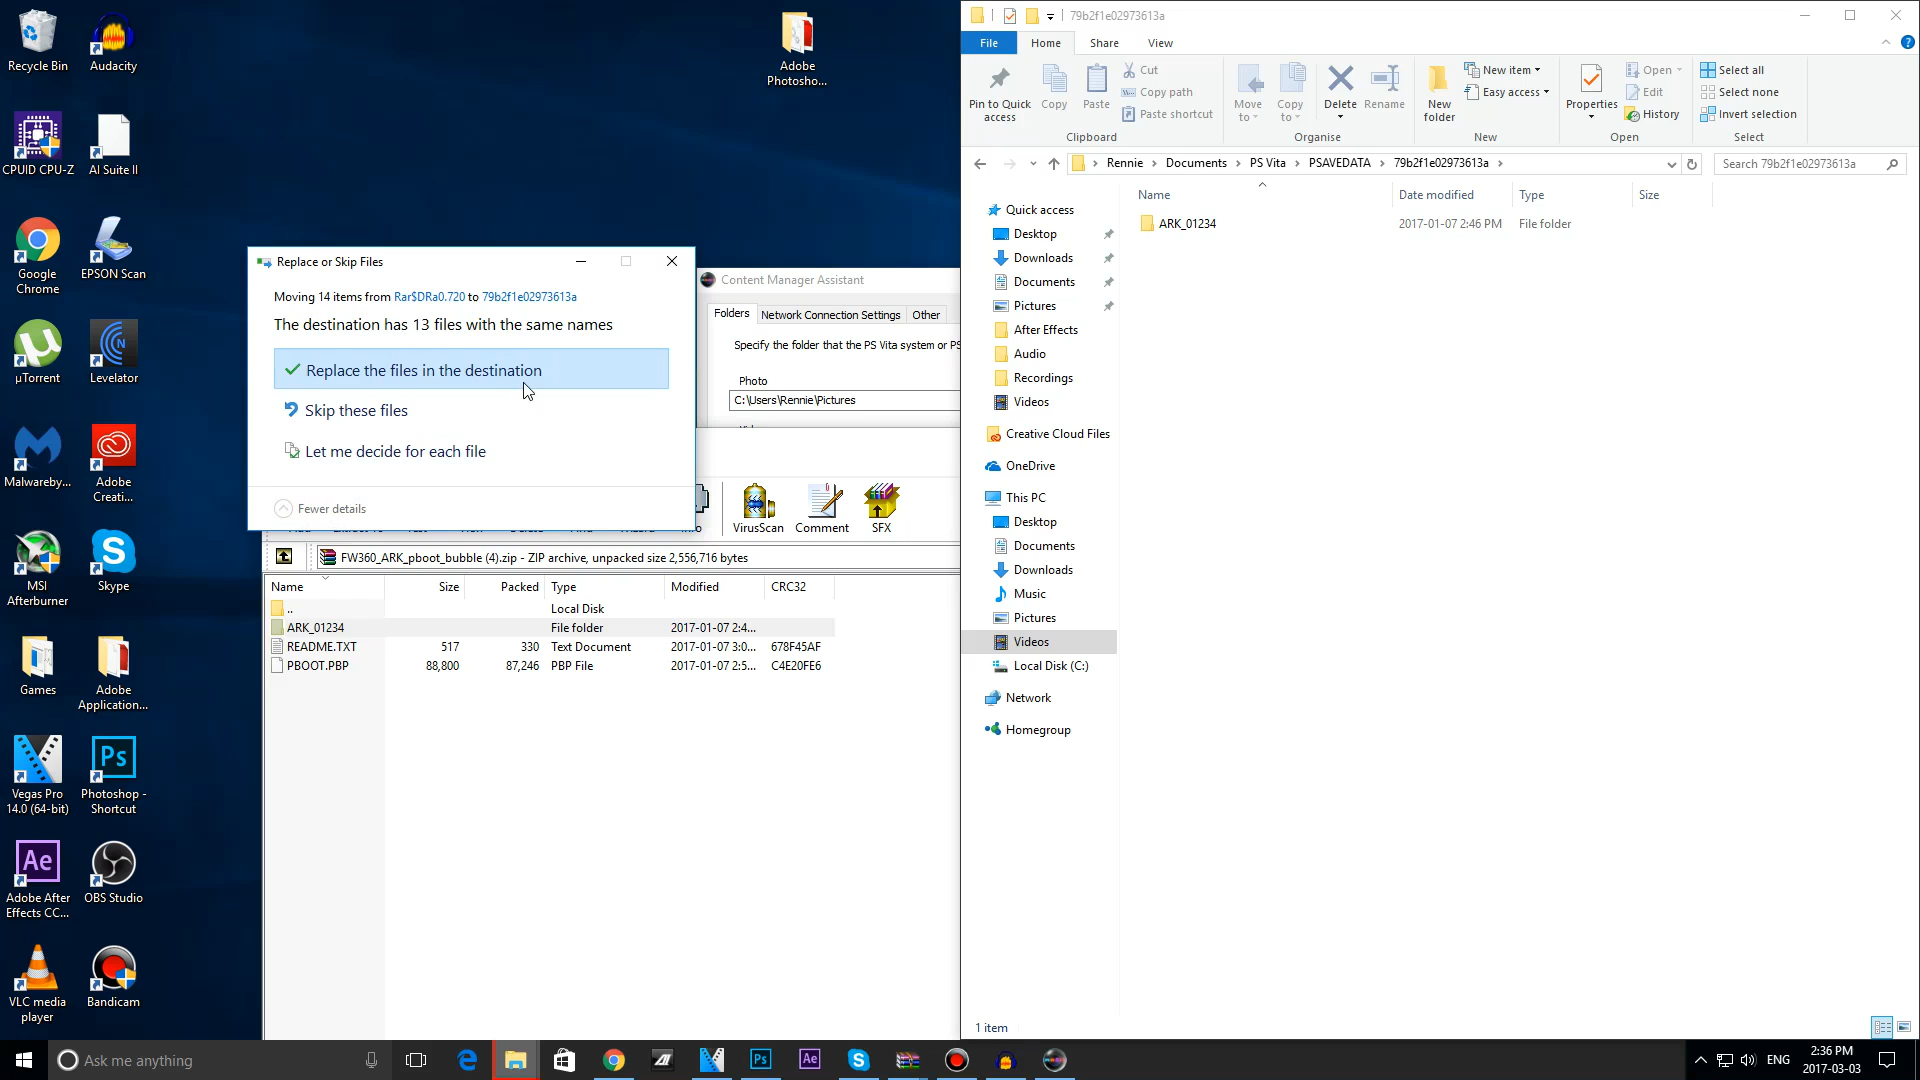 Recycle Bin
Audacity
CPUID CPU-Z
AI Suite II
Google
Chrome
EPSON Scan
µTorrent
Levelator
Malwareby...
Adobe
Creati...
MSI
Afterburner
Skype
Games
Adobe
Application...
Vegas Pro
14.0 (64-bit)
Photoshop -
Shortcut
Adobe After
Effects CC...
OBS Studio
VLC media
player
Bandicam
Adobe
Photosho...
Replace or Skip Files
Moving 14 items from Rar$DRa0.720 to 79b2f1e02973613a
The destination has 13 files with the same names
Replace the files in the destination
Skip these files
Let me decide for each file
Fewer details
Content Manager Assistant
Folders
Network Connection Settings
Other
Specify the folder that the PS Vita system or PS
Photo
C:\Users\Rennie\Pictures
VirusScan
Comment
SFX
FW360_ARK_pboot_bubble (4).zip - ZIP archive, unpacked size 2,556,716 bytes
Name Size Packed Type Modified CRC32
.. Local Disk
ARK_01234 File folder 2017-01-07 2:4...
README.TXT 517 330 Text Document 2017-01-07 3:0... 678F45AF
PBOOT.PBP 88,800 87,246 PBP File 2017-01-07 2:5... C4E20FE6
79b2f1e02973613a
File Home Share View
Pin to Quick
access
Copy
Paste
Cut
Copy path
Paste shortcut
Clipboard
Move
to
Copy
to
Delete
Rename
Organise
New
folder
New item
Easy access
New
Properties
Open
Edit
History
Open
Select all
Select none
Invert selection
Select
Rennie > Documents > PS Vita > PSAVEDATA > 79b2f1e02973613a >
Search 79b2f1e02973613a
Name Date modified Type Size
ARK_01234 2017-01-07 2:46 PM File folder
Quick access
Desktop
Downloads
Documents
Pictures
After Effects
Audio
Recordings
Videos
Creative Cloud Files
OneDrive
This PC
Desktop
Documents
Downloads
Music
Pictures
Videos
Local Disk (C:)
Network
Homegroup
1 item
Ask me anything
ENG
2:36 PM
2017-03-03